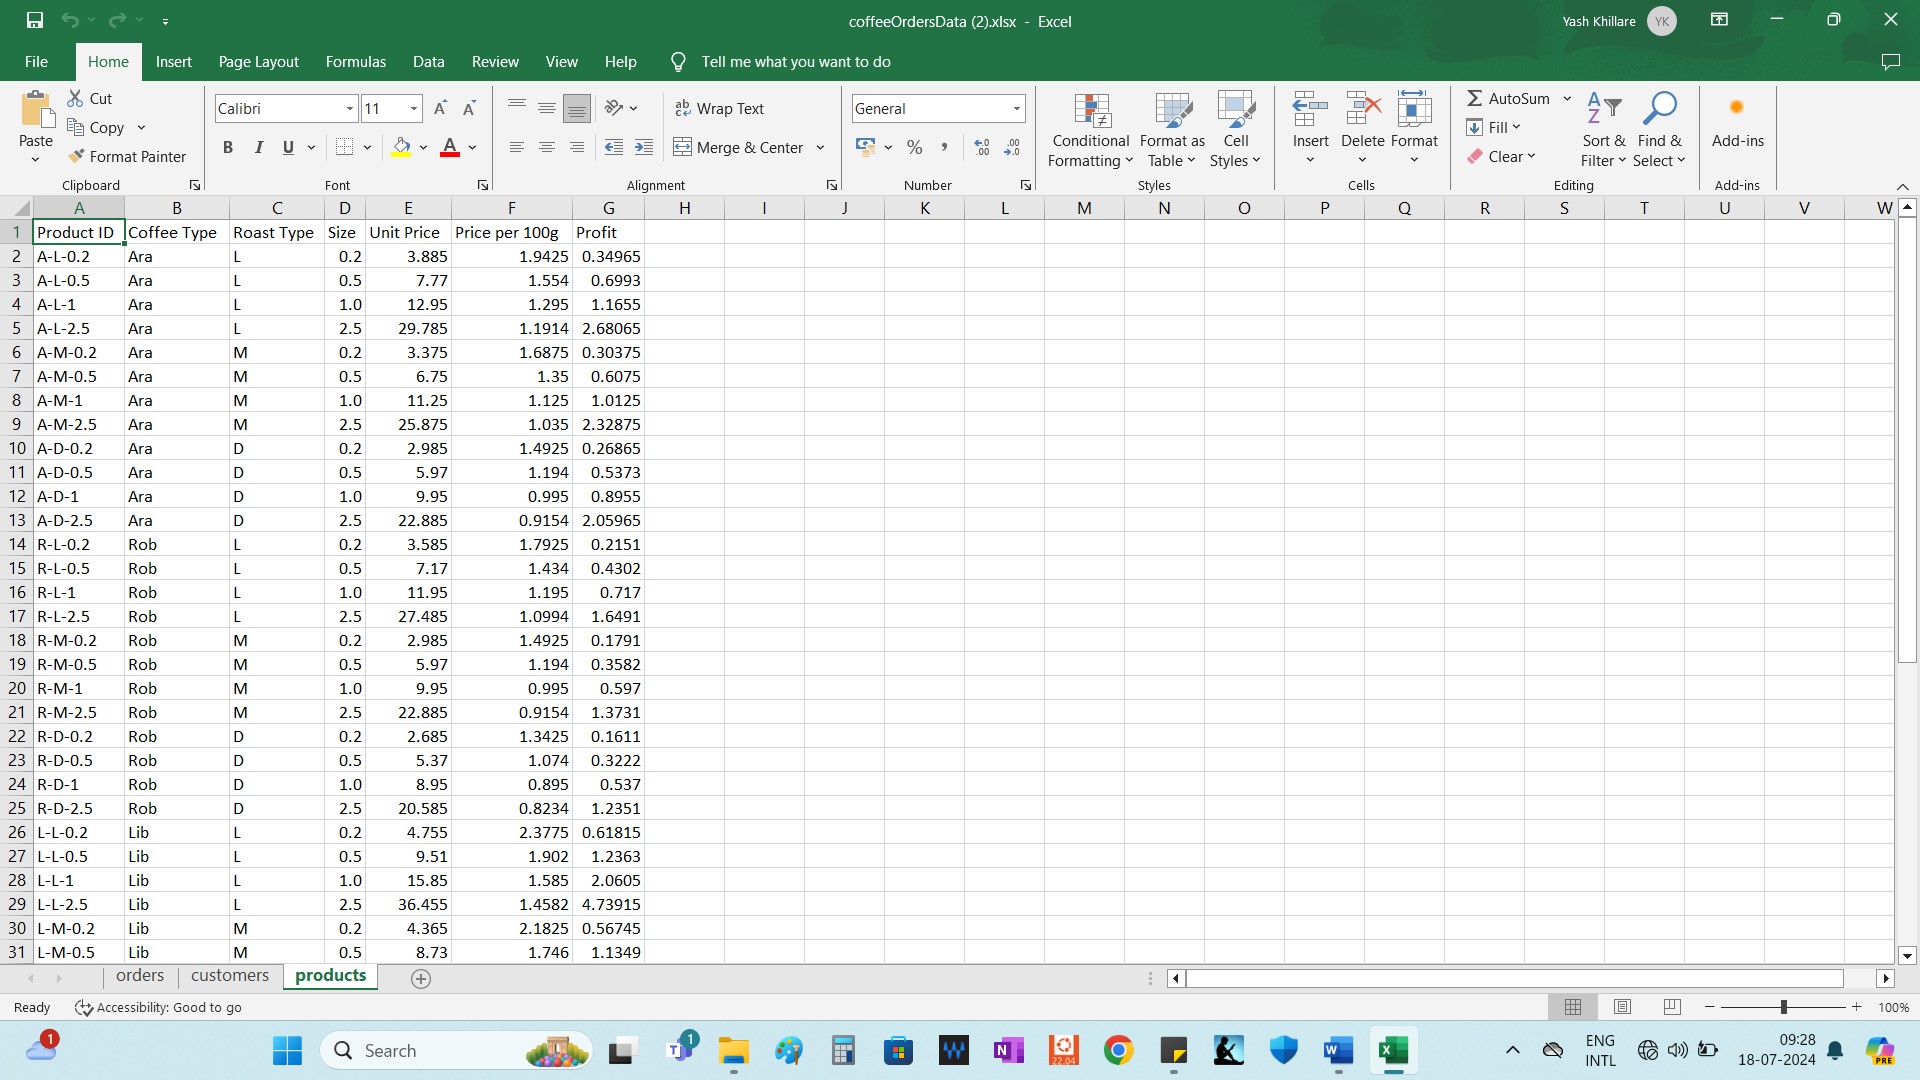 coffeeOrdersData (2).xlsx - Excel
Yash Khillare YK
File Home Insert Page Layout Formulas Data Review View Help Tell me what you want to do
Paste
Cut
Copy
Format Painter
Clipboard
Calibri 11
B I U
Font
Wrap Text
Merge & Center
Alignment
General
Number
Conditional Formatting
Format as Table
Cell Styles
Styles
Insert Delete Format
Cells
AutoSum
Fill
Clear
Sort & Filter
Find & Select
Editing
Add-ins
Add-ins
A B C D E F G H I J K L M N O P Q R S T U V W
1 Product ID Coffee Type Roast Type Size Unit Price Price per 100g Profit
2 A-L-0.2 Ara L 0.2 3.885 1.9425 0.34965
3 A-L-0.5 Ara L 0.5 7.77 1.554 0.6993
4 A-L-1 Ara L 1.0 12.95 1.295 1.1655
5 A-L-2.5 Ara L 2.5 29.785 1.1914 2.68065
6 A-M-0.2 Ara M 0.2 3.375 1.6875 0.30375
7 A-M-0.5 Ara M 0.5 6.75 1.35 0.6075
8 A-M-1 Ara M 1.0 11.25 1.125 1.0125
9 A-M-2.5 Ara M 2.5 25.875 1.035 2.32875
10 A-D-0.2 Ara D 0.2 2.985 1.4925 0.26865
11 A-D-0.5 Ara D 0.5 5.97 1.194 0.5373
12 A-D-1 Ara D 1.0 9.95 0.995 0.8955
13 A-D-2.5 Ara D 2.5 22.885 0.9154 2.05965
14 R-L-0.2 Rob L 0.2 3.585 1.7925 0.2151
15 R-L-0.5 Rob L 0.5 7.17 1.434 0.4302
16 R-L-1 Rob L 1.0 11.95 1.195 0.717
17 R-L-2.5 Rob L 2.5 27.485 1.0994 1.6491
18 R-M-0.2 Rob M 0.2 2.985 1.4925 0.1791
19 R-M-0.5 Rob M 0.5 5.97 1.194 0.3582
20 R-M-1 Rob M 1.0 9.95 0.995 0.597
21 R-M-2.5 Rob M 2.5 22.885 0.9154 1.3731
22 R-D-0.2 Rob D 0.2 2.685 1.3425 0.1611
23 R-D-0.5 Rob D 0.5 5.37 1.074 0.3222
24 R-D-1 Rob D 1.0 8.95 0.895 0.537
25 R-D-2.5 Rob D 2.5 20.585 0.8234 1.2351
26 L-L-0.2 Lib L 0.2 4.755 2.3775 0.61815
27 L-L-0.5 Lib L 0.5 9.51 1.902 1.2363
28 L-L-1 Lib L 1.0 15.85 1.585 2.0605
29 L-L-2.5 Lib L 2.5 36.455 1.4582 4.73915
30 L-M-0.2 Lib M 0.2 4.365 2.1825 0.56745
31 L-M-0.5 Lib M 0.5 8.73 1.746 1.1349
orders customers products
Ready Accessibility: Good to go 100%
1 Search 1 22.04 ENG INTL 09:28 18-07-2024 PRE